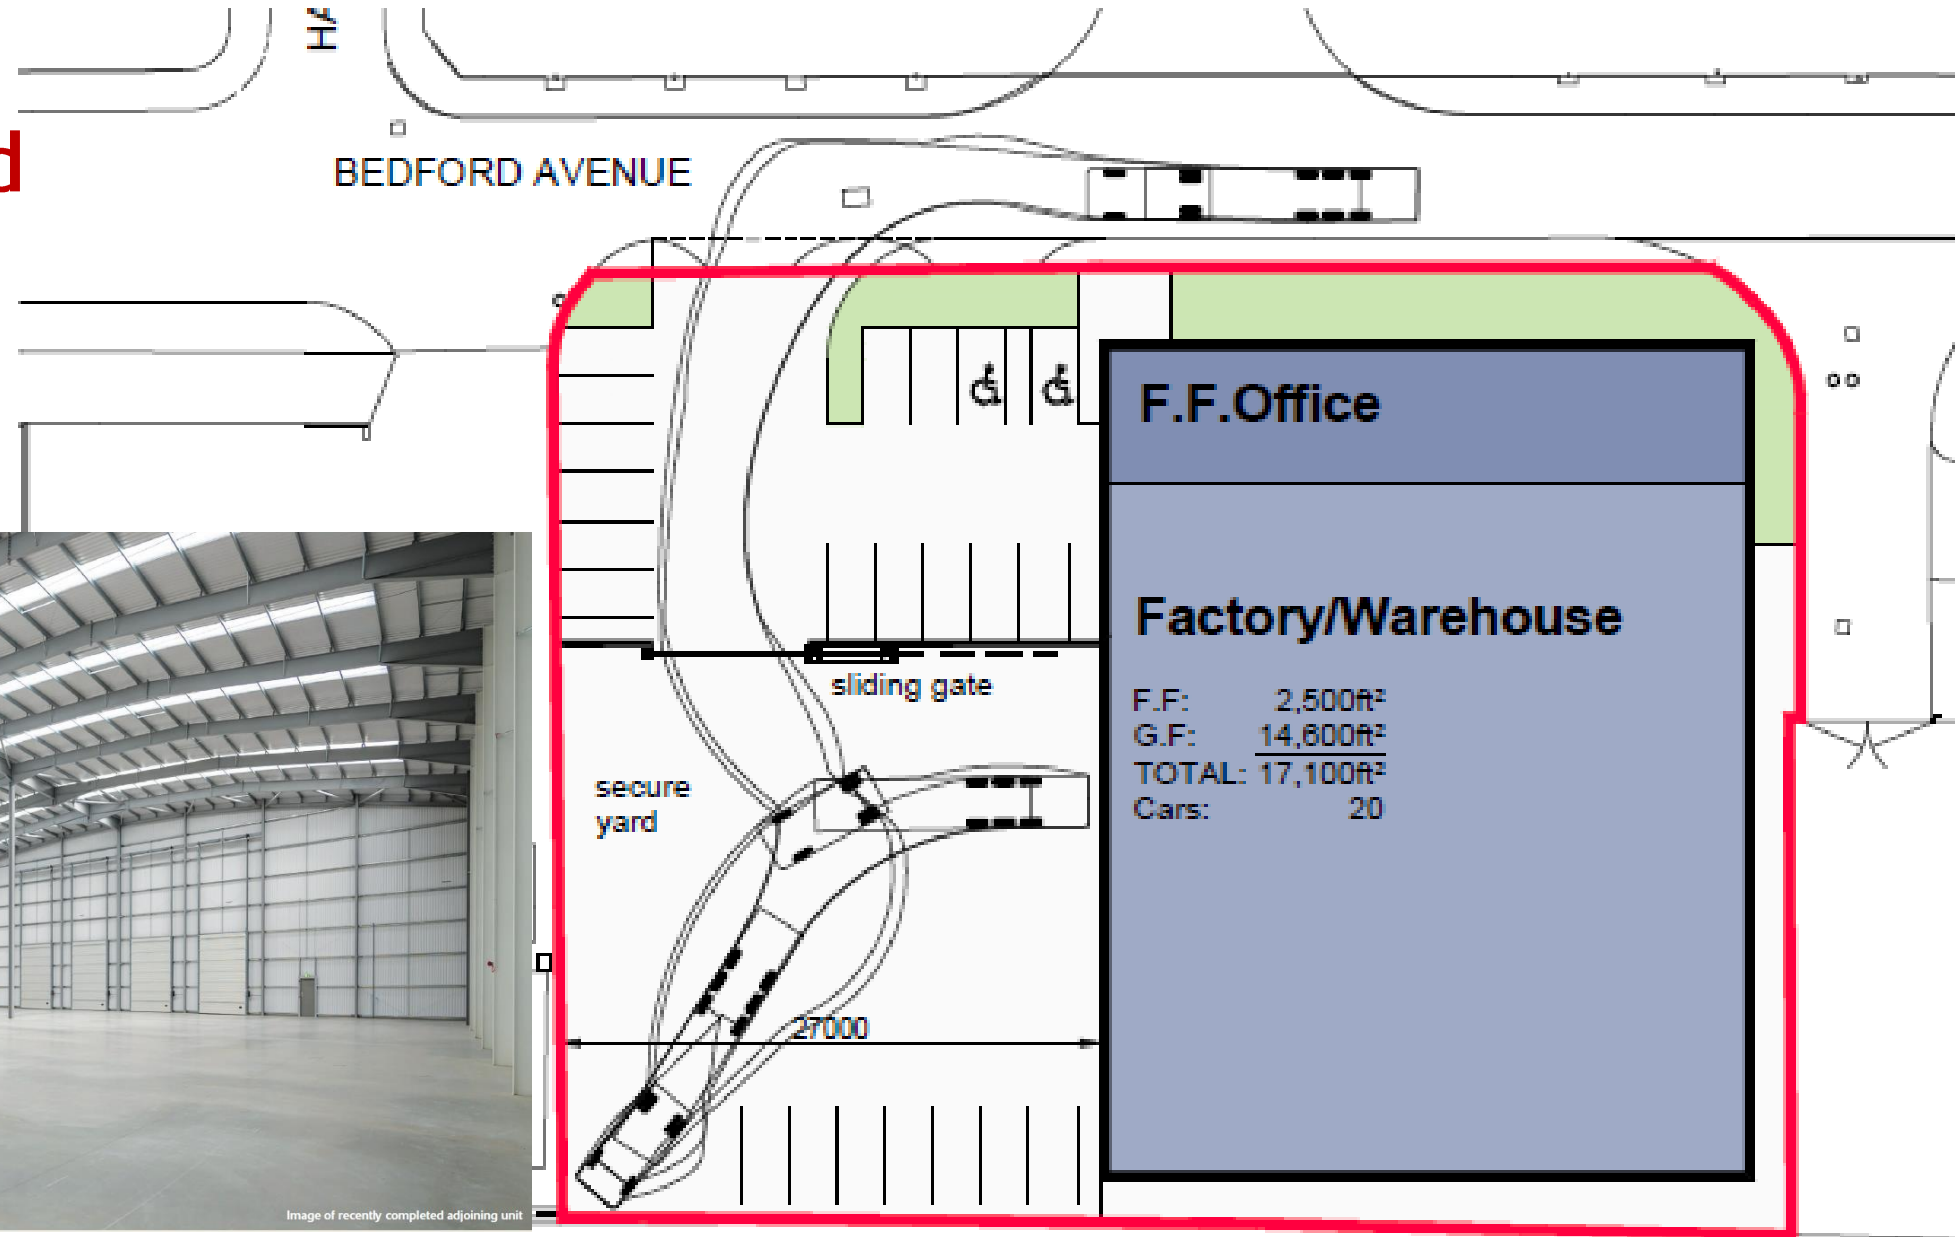 HA
d
BEDFORD AVENUE
F.F.Office
Factory/Warehouse
F.F: 2,500ft²
G.F: 14,600ft²
TOTAL: 17,100ft²
Cars: 20
sliding gate
secure
yard
27000
Image of recently completed adjoining unit